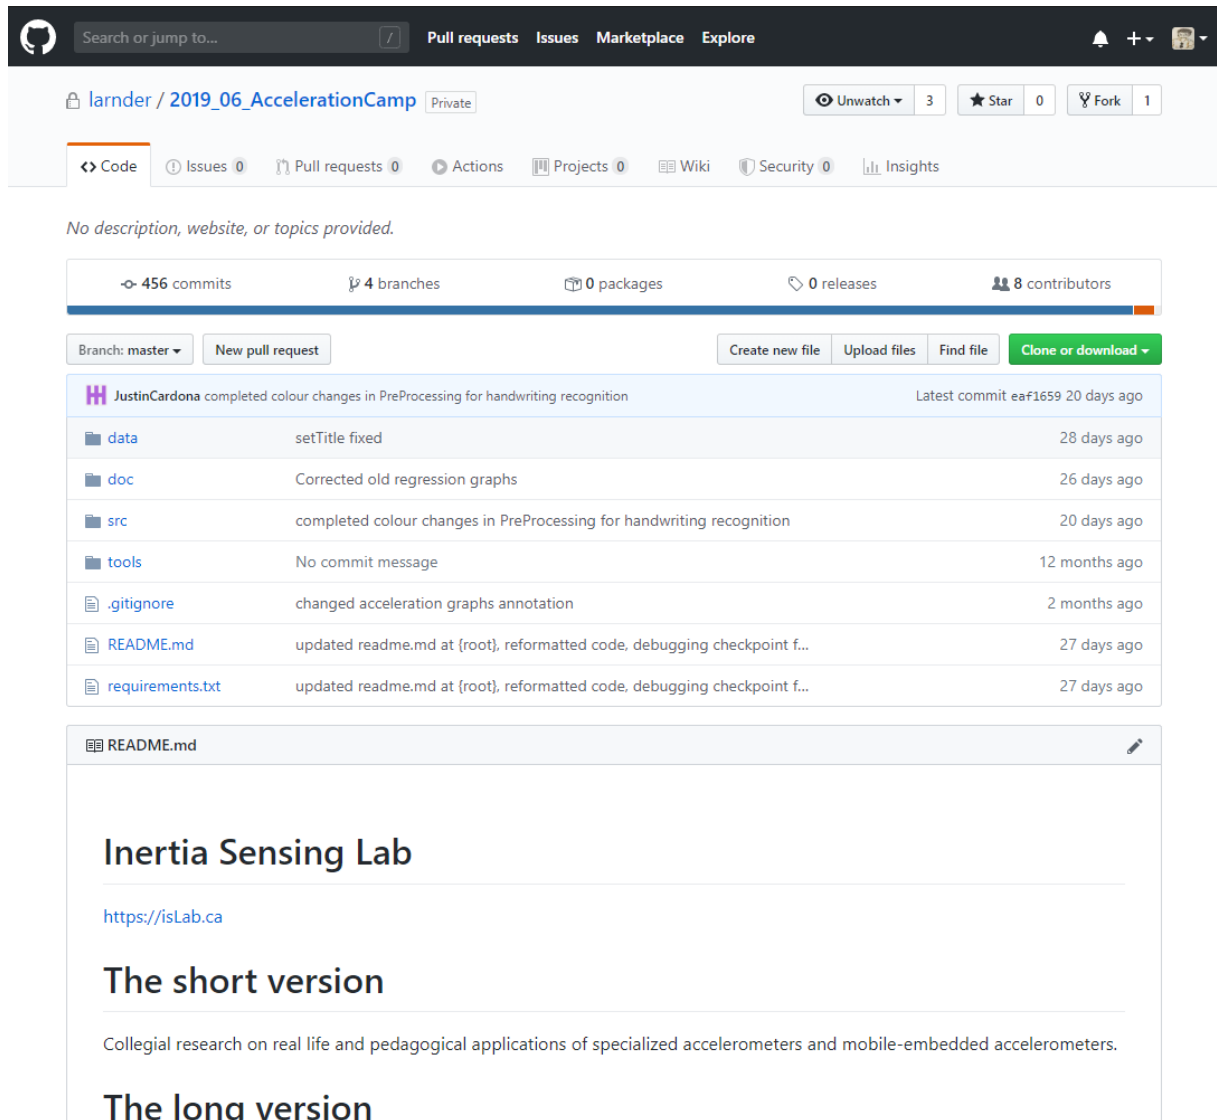 Search or jump to... /
Pull requests Issues Marketplace Explore
larnder / 2019_06_AccelerationCamp Private
Unwatch 3 Star 0 Fork 1
Code Issues 0 Pull requests 0 Actions Projects 0 Wiki Security 0 Insights
No description, website, or topics provided.
456 commits 4 branches 0 packages 0 releases 8 contributors
Branch: master New pull request Create new file Upload files Find file Clone or download
JustinCardona completed colour changes in PreProcessing for handwriting recognition Latest commit eaf1659 20 days ago
data setTitle fixed 28 days ago
doc Corrected old regression graphs 26 days ago
src completed colour changes in PreProcessing for handwriting recognition 20 days ago
tools No commit message 12 months ago
.gitignore changed acceleration graphs annotation 2 months ago
README.md updated readme.md at {root}, reformatted code, debugging checkpoint f... 27 days ago
requirements.txt updated readme.md at {root}, reformatted code, debugging checkpoint f... 27 days ago
README.md
Inertia Sensing Lab
https://isLab.ca
The short version
Collegial research on real life and pedagogical applications of specialized accelerometers and mobile-embedded accelerometers.
The long version